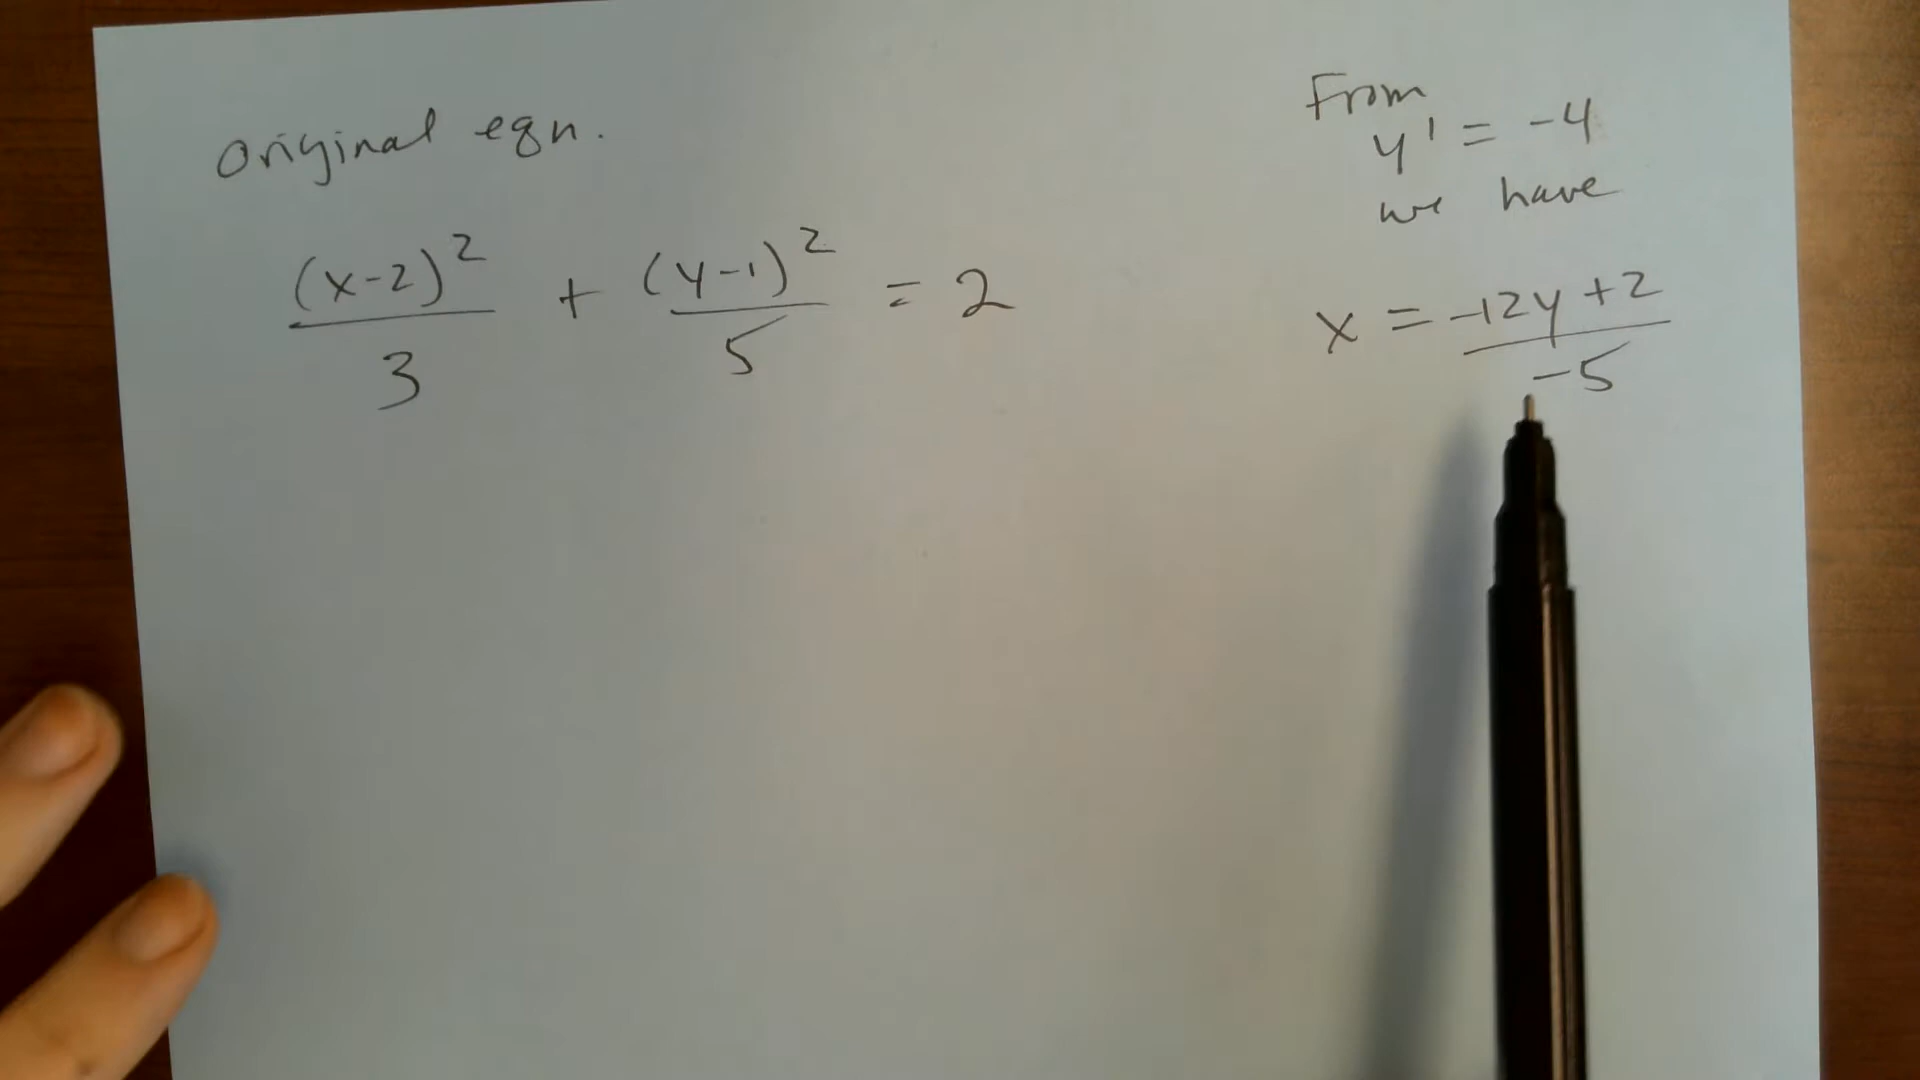 original eqn.
(x-2)² / 3 + (y-1)² / 5 = 2
From
y' = -4
we have
x = -12y+2 / -5